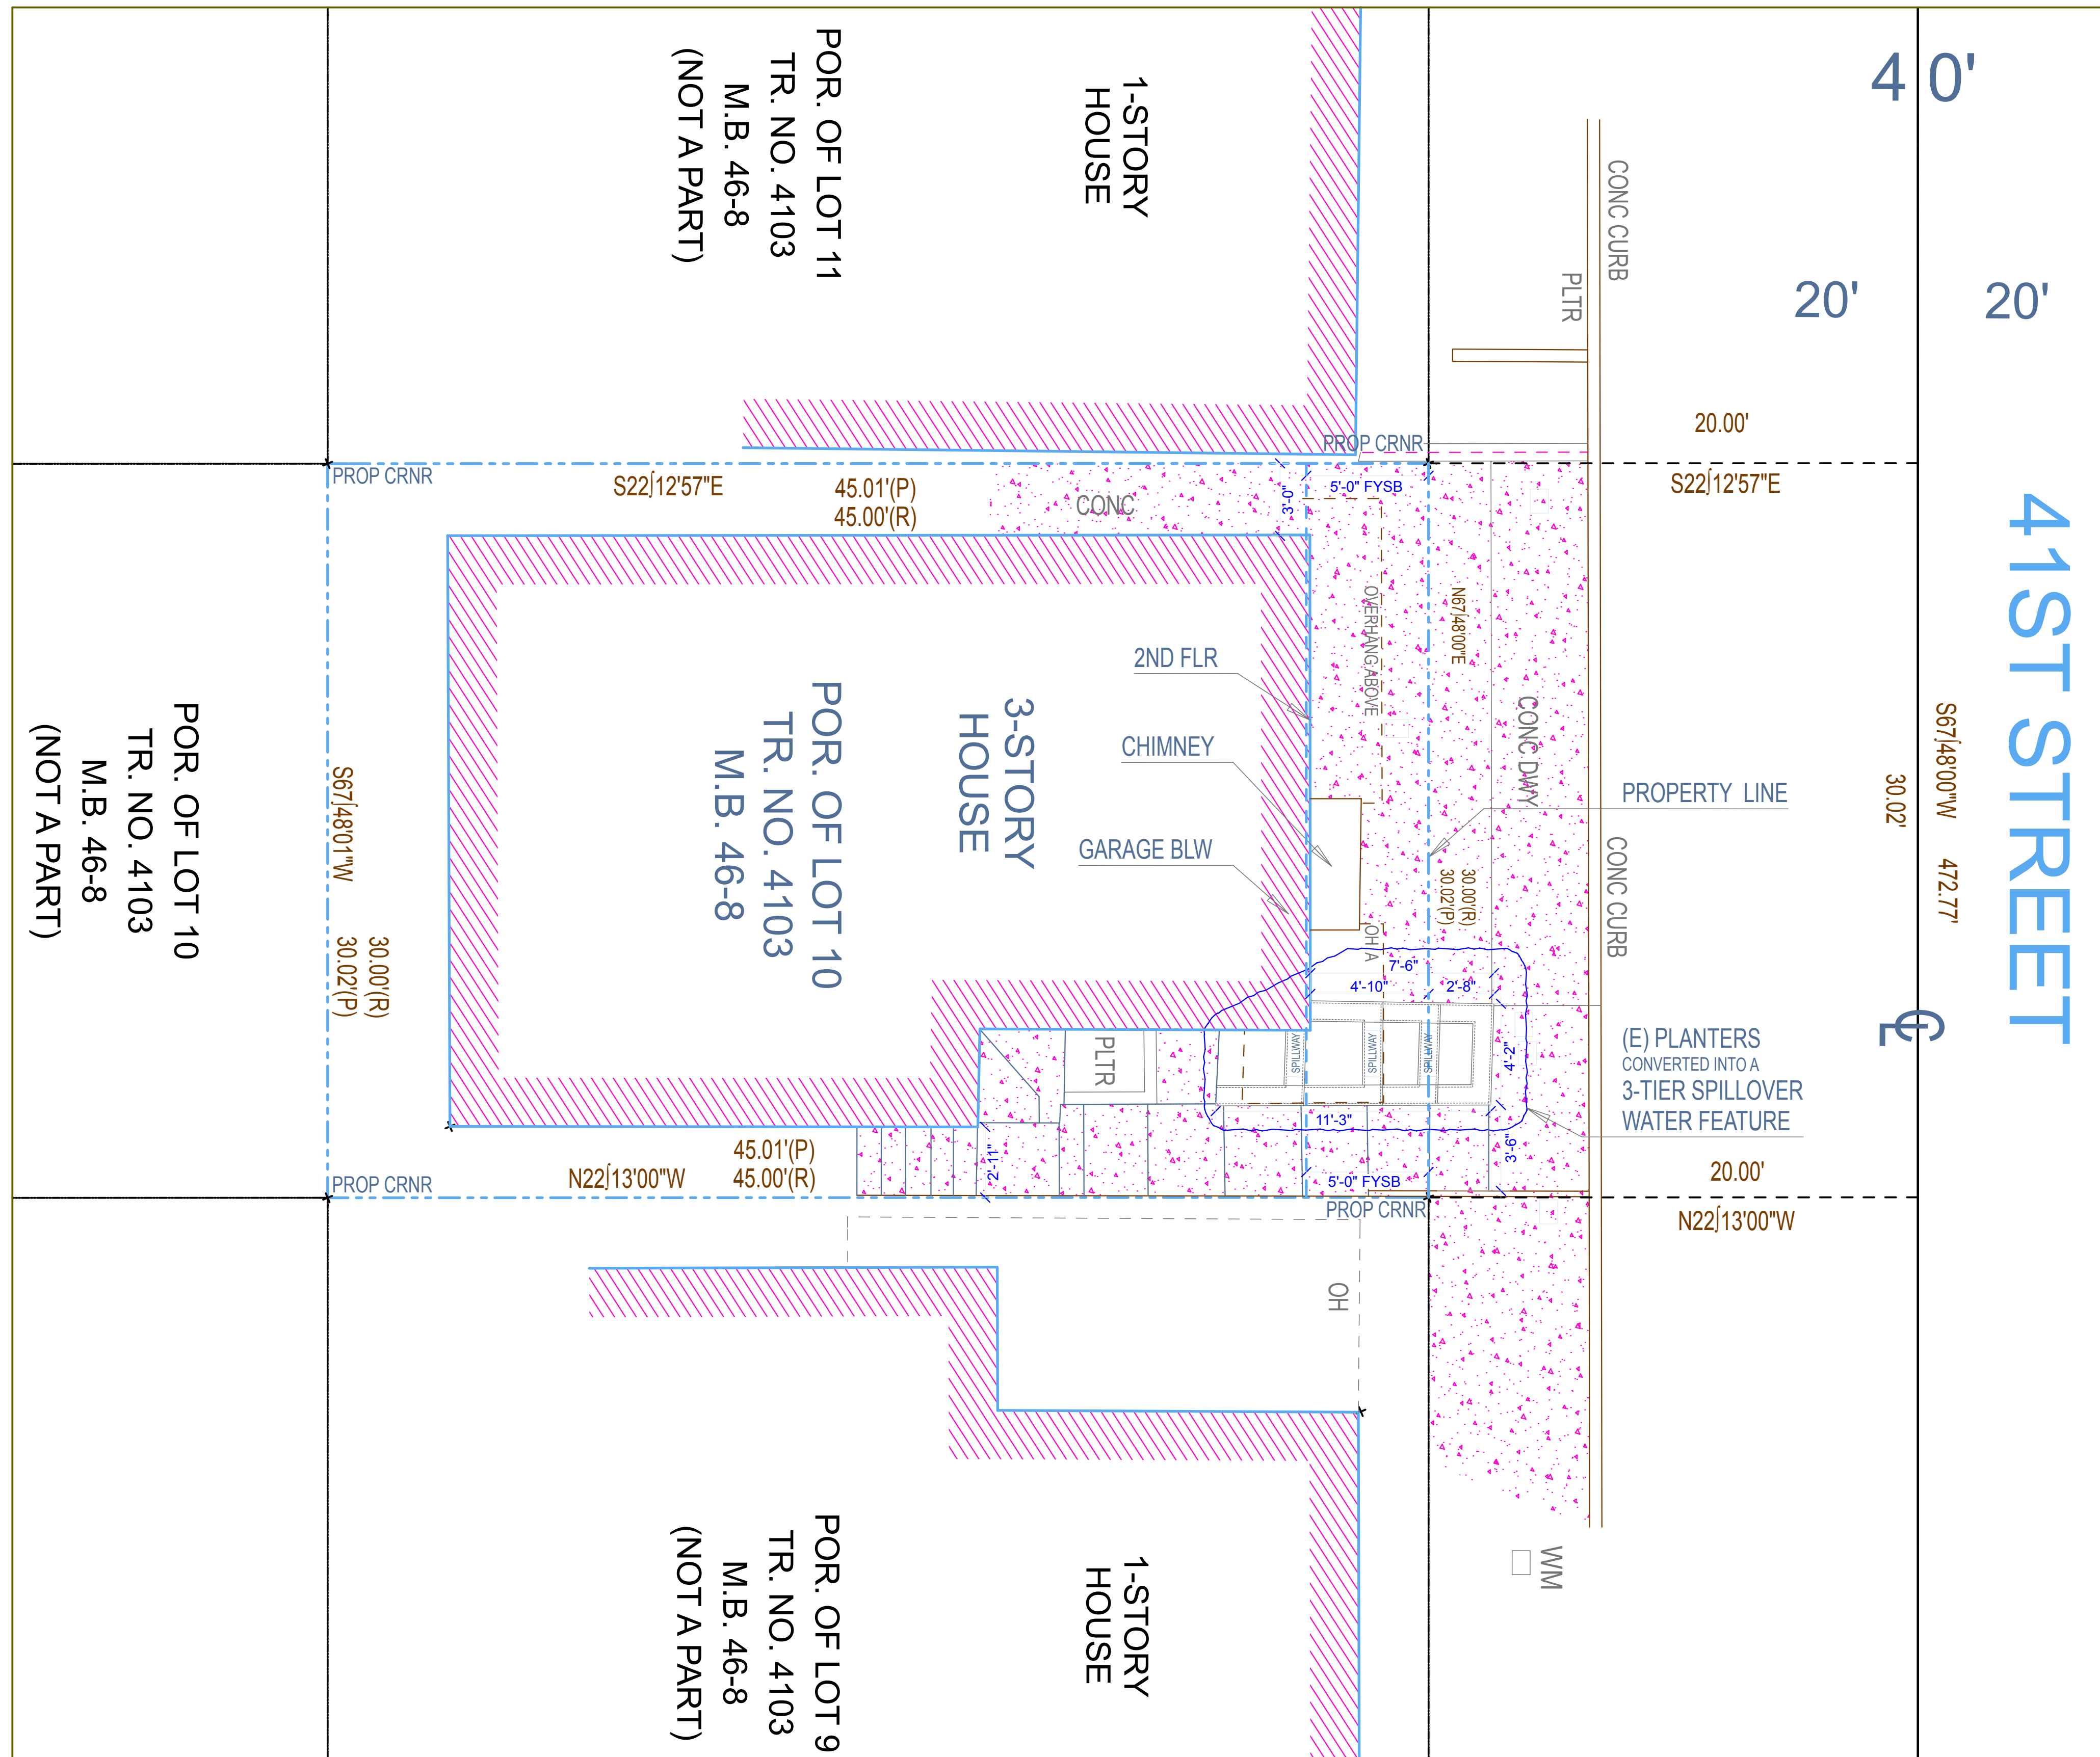 4 0'
20'
20'
41ST STREET
CONC CURB
PLTR
POR. OF LOT 11
TR. NO. 4103
M.B. 46-8
(NOT A PART)
1-STORY
HOUSE
20.00'
S22⌠12'57"E
PROP CRNR
PROP CRNR
S22⌠12'57"E
45.01'(P)
45.00'(R)
CONC
3'-0"
5'-0" FYSB
OVERHANG ABOVE
N67⌠48'00"E
CONC DWY
2ND FLR
CHIMNEY
GARAGE BLW
3-STORY
HOUSE
POR. OF LOT 10
TR. NO. 4103
M.B. 46-8
POR. OF LOT 10
TR. NO. 4103
M.B. 46-8
(NOT A PART)
S67⌠48'01"W
30.00'(R)
30.02'(P)
PROPERTY LINE
S67⌠48'00"W
472.77'
30.02'
CONC CURB
30.00'(R)
30.02'(P)
OH A
7'-6"
4'-10"
2'-8"
4'-2"
SPILLWAY
SPILLWAY
SPILLWAY
PLTR
11'-3"
3'-6"
2'-11"
5'-0" FYSB
(E) PLANTERS
CONVERTED INTO A
3-TIER SPILLOVER
WATER FEATURE
20.00'
N22⌠13'00"W
PROP CRNR
N22⌠13'00"W
45.01'(P)
45.00'(R)
PROP CRNR
OH
WM
POR. OF LOT 9
TR. NO. 4103
M.B. 46-8
(NOT A PART)
1-STORY
HOUSE